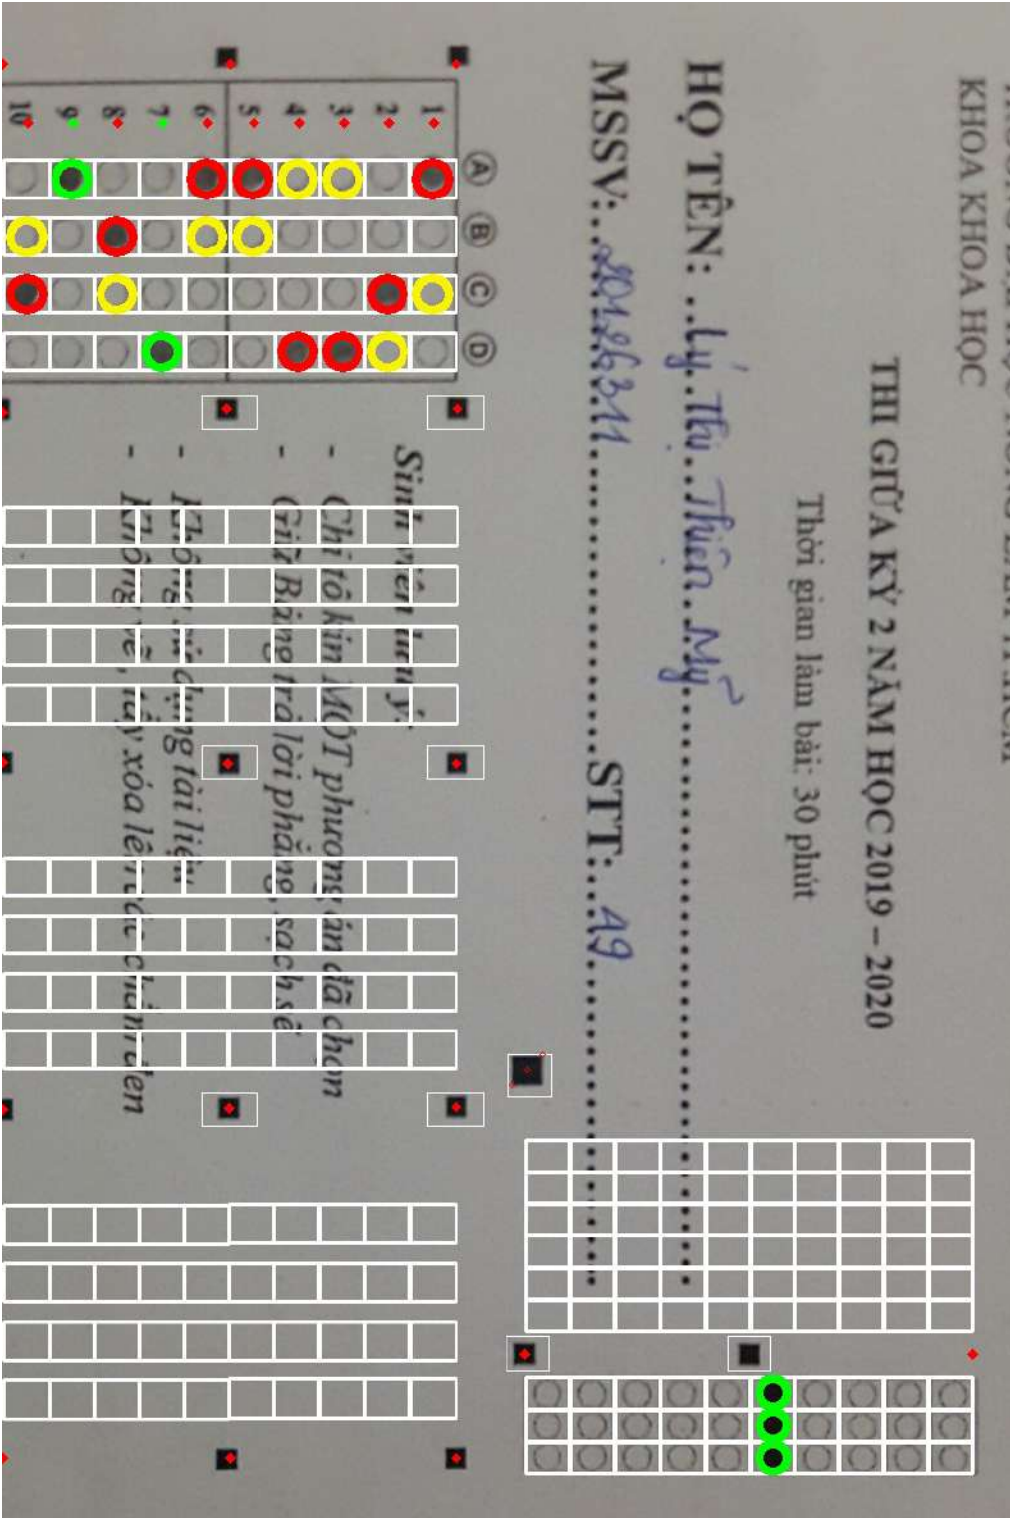 KHOA KHOA HỌC
THI GIỮA KỲ 2 NĂM HỌC 2019 – 2020
Thời gian làm bài: 30 phút
HỌ TÊN: Lý Thị Thiện Mỹ
MSSV: STT: 49
A B C D
1
2
3
4
5
6
7
8
9
10
Sinh viên lưu ý:
- Chỉ tô kín MỘT phương án đã chọn
- Giữ Bảng trả lời phẳng, sạch sẽ
- Không sử dụng tài liệu
- Không vẽ, tẩy xóa lên các chấm đen